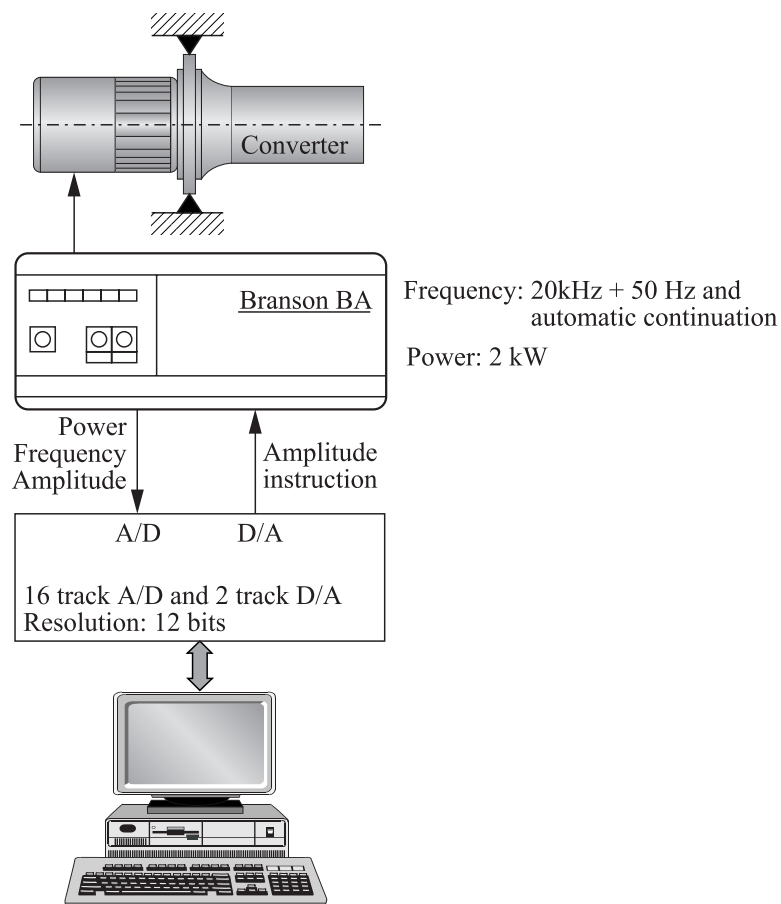 Converter
Branson BA
Frequency: 20kHz + 50 Hz and
automatic continuation
Power: 2 kW
Power
Frequency
Amplitude
Amplitude
instruction
A/D
D/A
16 track A/D and 2 track D/A
Resolution: 12 bits